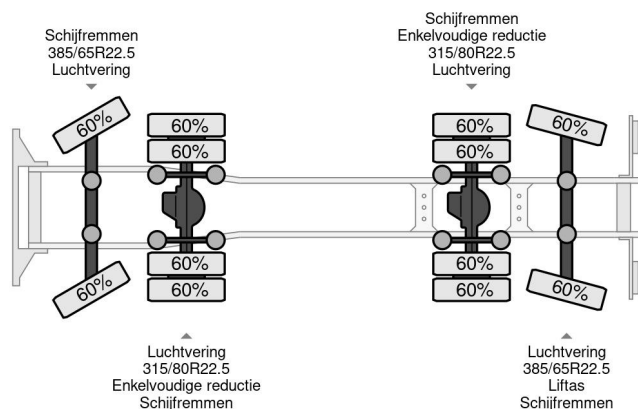 Schijfremmen
385/65R22.5
Luchtvering
Schijfremmen
Enkelvoudige reductie
315/80R22.5
Luchtvering
60%
60%
60%
60%
60%
60%
60%
60%
60%
60%
60%
60%
Luchtvering
315/80R22.5
Enkelvoudige reductie
Schijfremmen
Luchtvering
385/65R22.5
Liftas
Schijfremmen